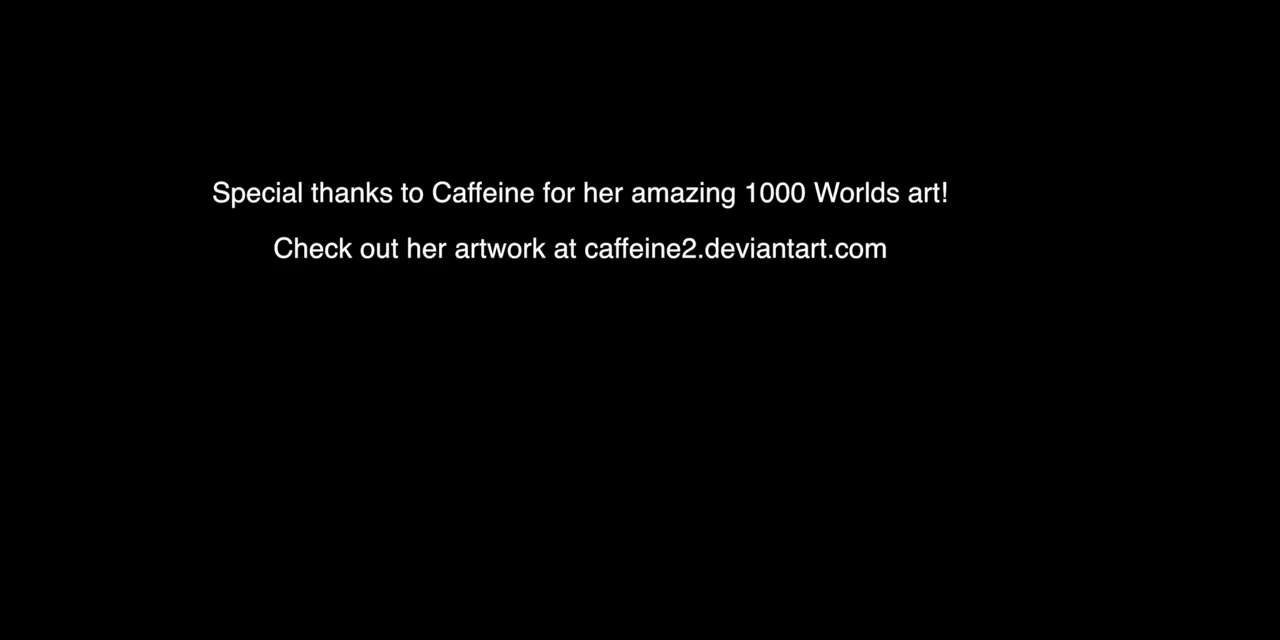 Special thanks to Caffeine for her amazing 1000 Worlds art!
Check out her artwork at caffeine2.deviantart.com